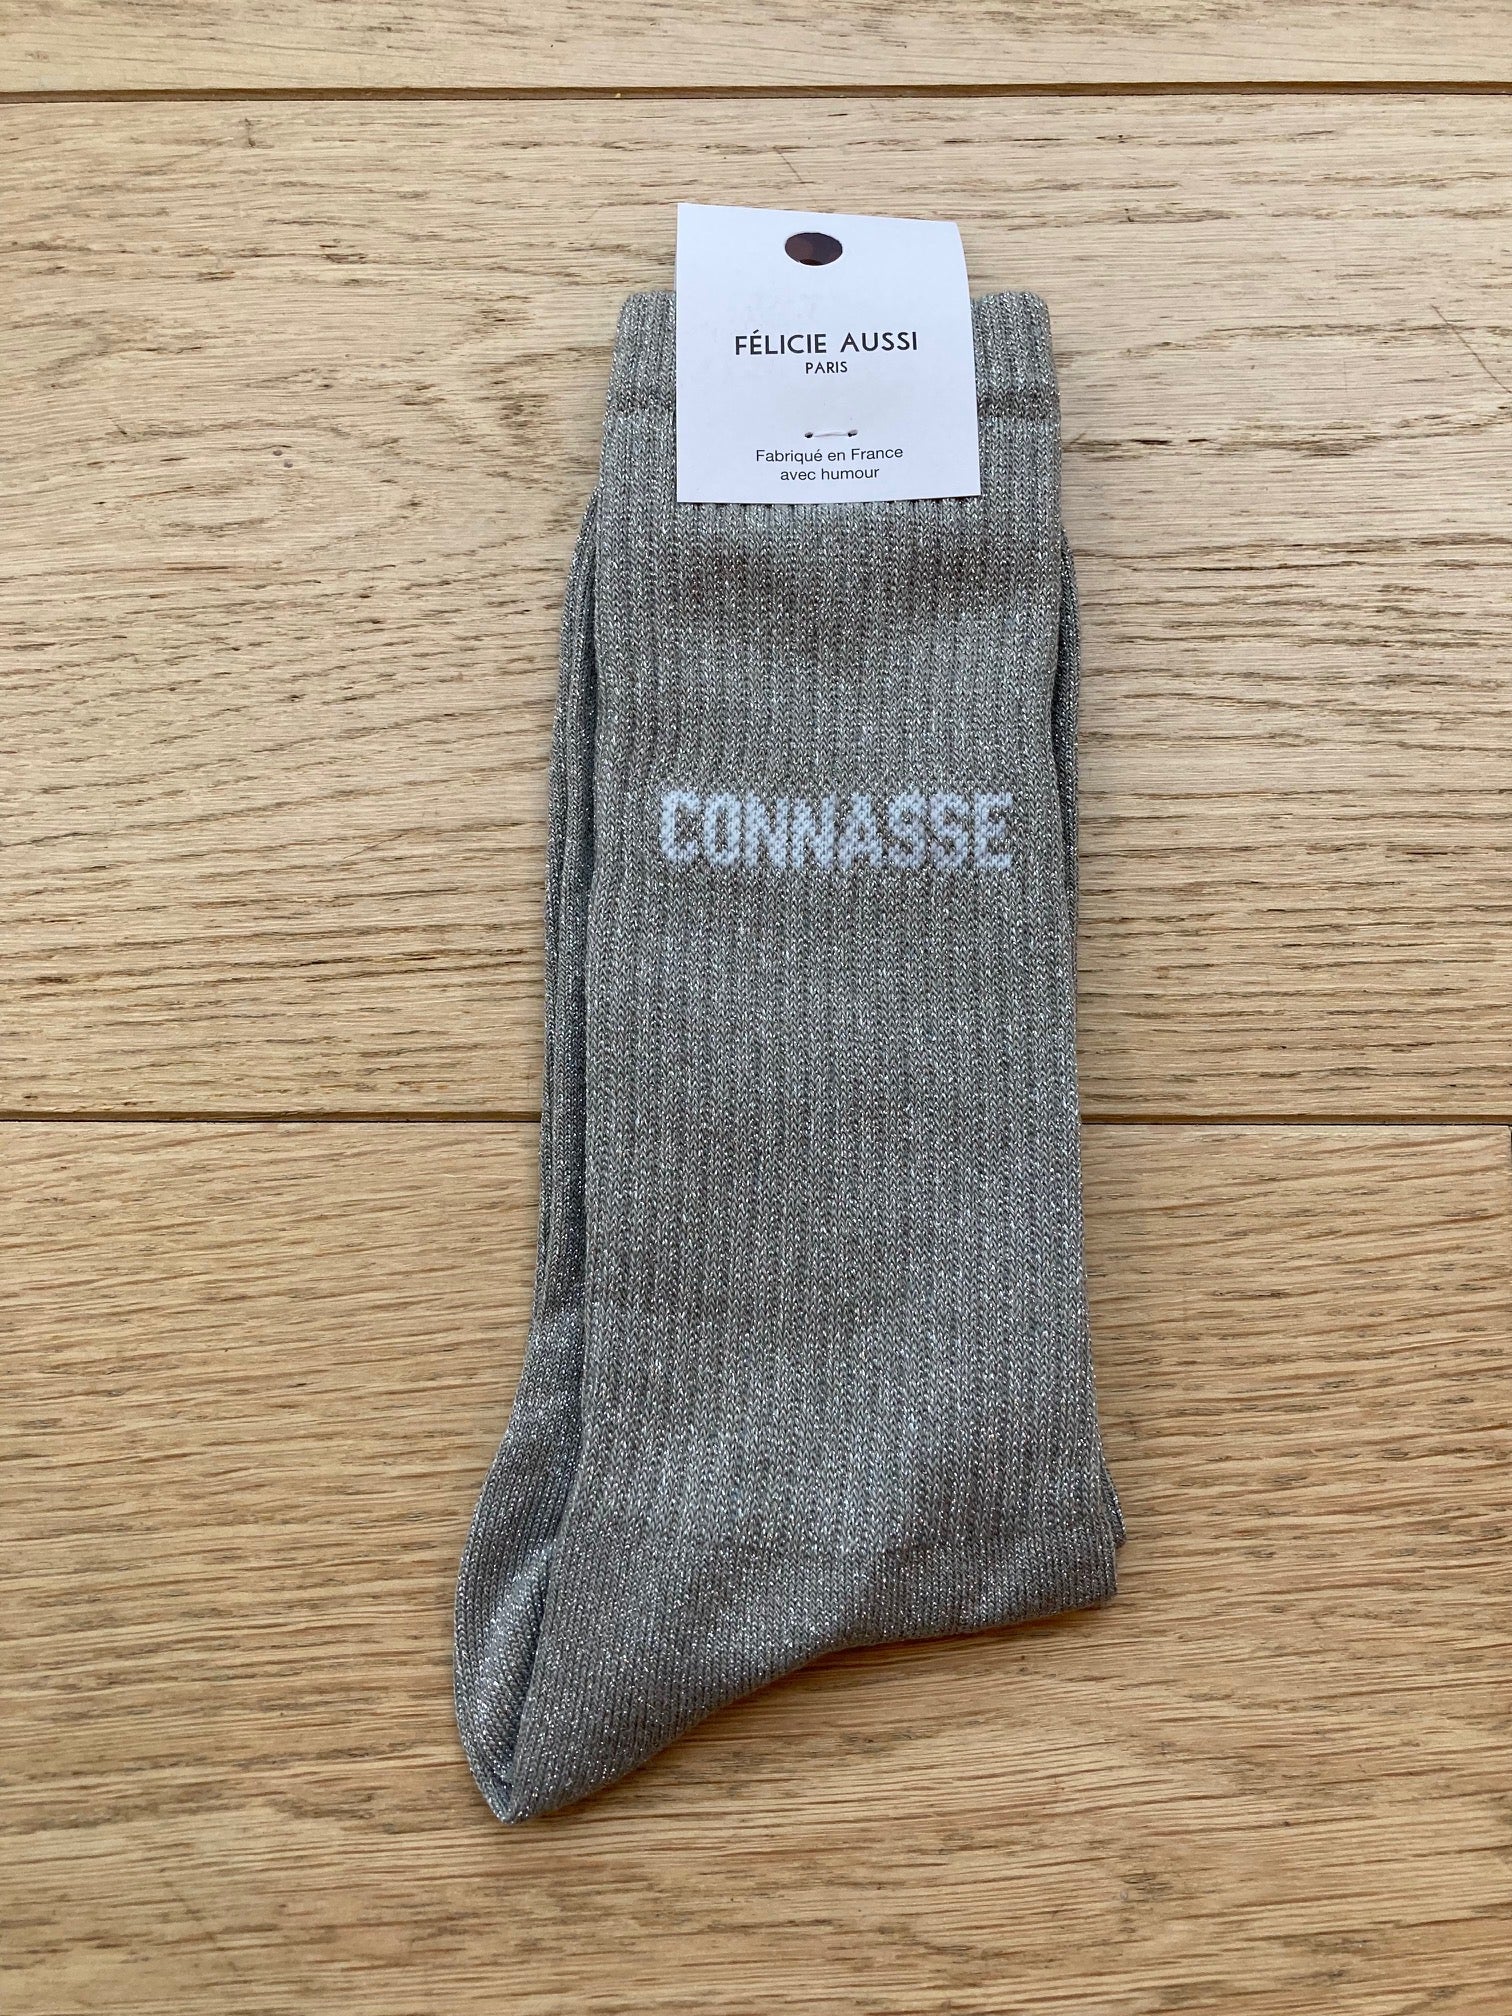 FÉLICIE AUSSI
PARIS
Fabriqué en France
avec humour
CONNASSE